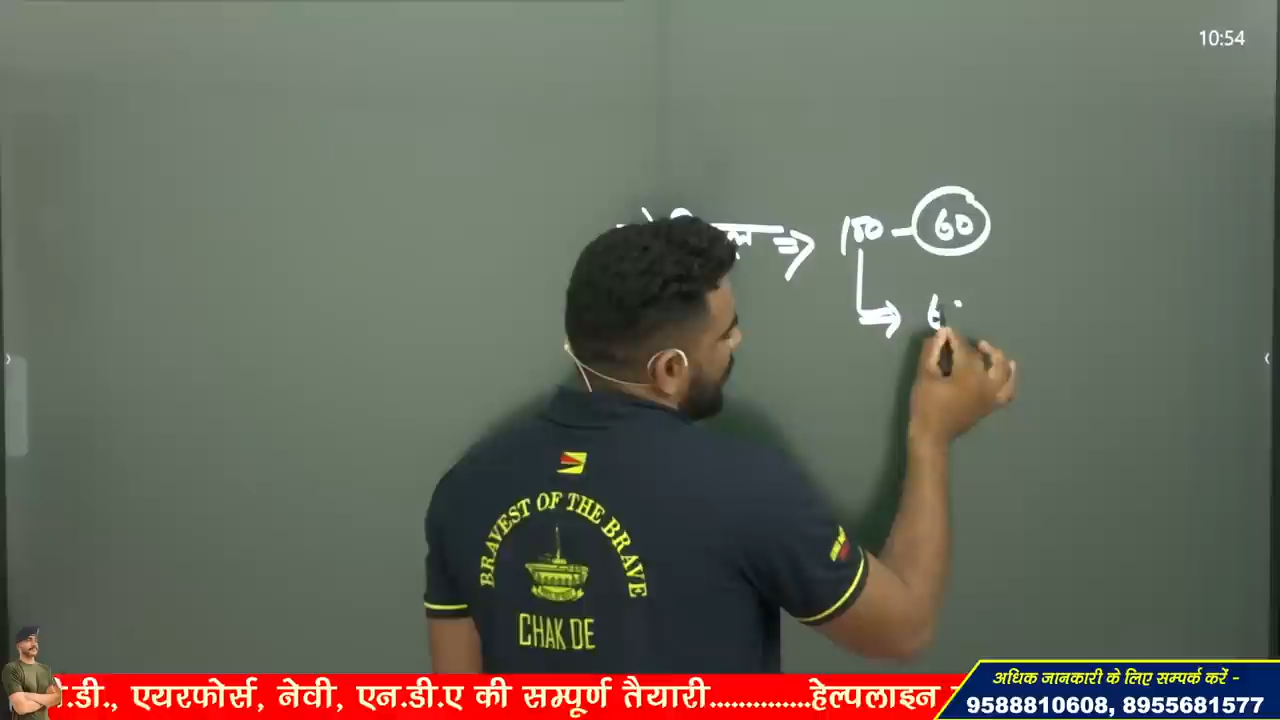 10:54
⇒ 100 - 60
6
BRAVEST OF THE BRAVE
CHAK DE
.डी., एयरफोर्स, नेवी, एन.डी.ए की सम्पूर्ण तैयारी...............हेल्पलाइन
अधिक जानकारी के लिए सम्पर्क करें -
9588810608, 8955681577